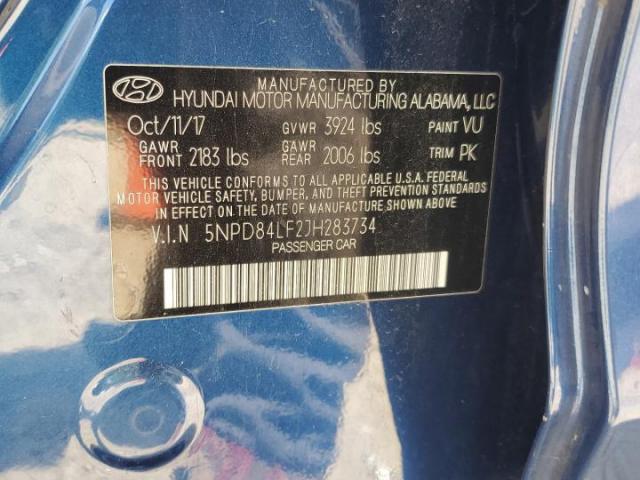 MANUFACTURED BY
HYUNDAI MOTOR MANUFACTURING ALABAMA, LLC
Oct/11/17 GVWR 3924 lbs PAINT VU
GAWR FRONT 2183 lbs GAWR REAR 2006 lbs TRIM PK
THIS VEHICLE CONFORMS TO ALL APPLICABLE U.S.A. FEDERAL
MOTOR VEHICLE SAFETY, BUMPER, AND THEFT PREVENTION STANDARDS
IN EFFECT ON THE DATE OF MANUFACTURE SHOWN ABOVE.
V.I.N 5NPD84LF2JH283734
PASSENGER CAR